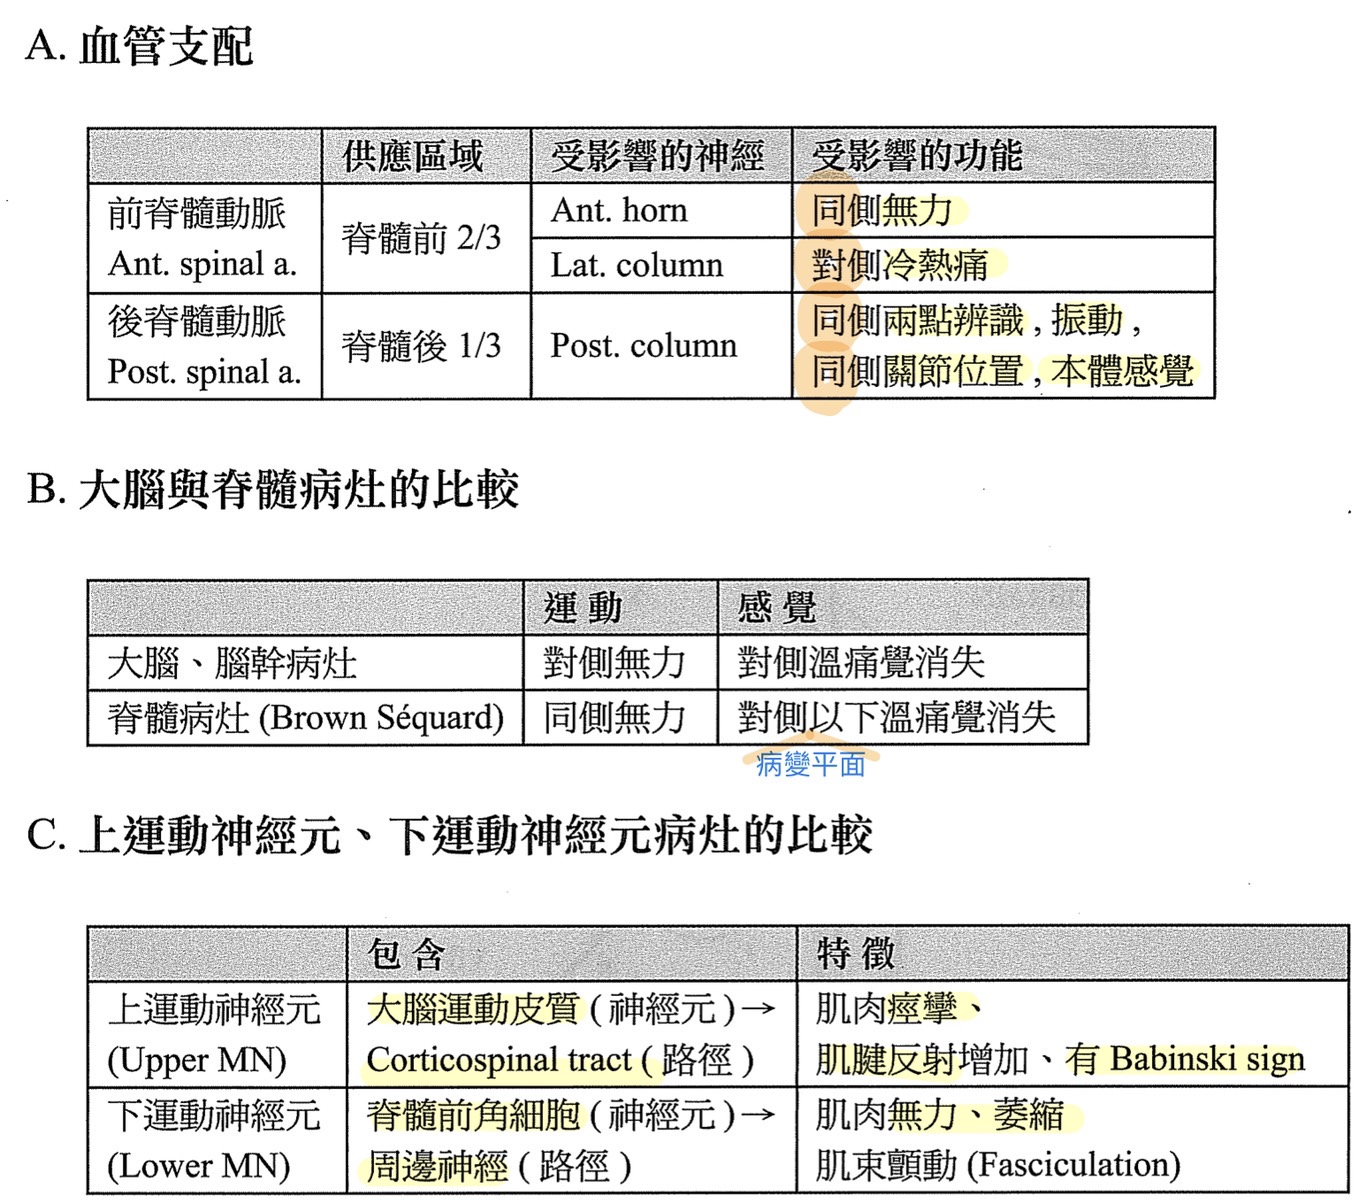 A. 血管支配
供應區域 受影響的神經 受影響的功能
前脊髓動脈
Ant. spinal a.
脊髓前 2/3
Ant. horn
同側無力
Lat. column
對側冷熱痛
後脊髓動脈
Post. spinal a.
脊髓後 1/3
Post. column
同側兩點辨識 , 振動 ,
同側關節位置 , 本體感覺
B. 大腦與脊髓病灶的比較
運 動 感 覺
大腦、腦幹病灶 對側無力 對側溫痛覺消失
脊髓病灶 (Brown Séquard) 同側無力 對側以下溫痛覺消失
病變平面
C. 上運動神經元、下運動神經元病灶的比較
包 含 特 徵
上運動神經元
(Upper MN)
大腦運動皮質 ( 神經元 ) →
Corticospinal tract ( 路徑 )
肌肉痙攣、
肌腱反射增加、有 Babinski sign
下運動神經元
(Lower MN)
脊髓前角細胞 ( 神經元 ) →
周邊神經 ( 路徑 )
肌肉無力、萎縮
肌束顫動 (Fasciculation)